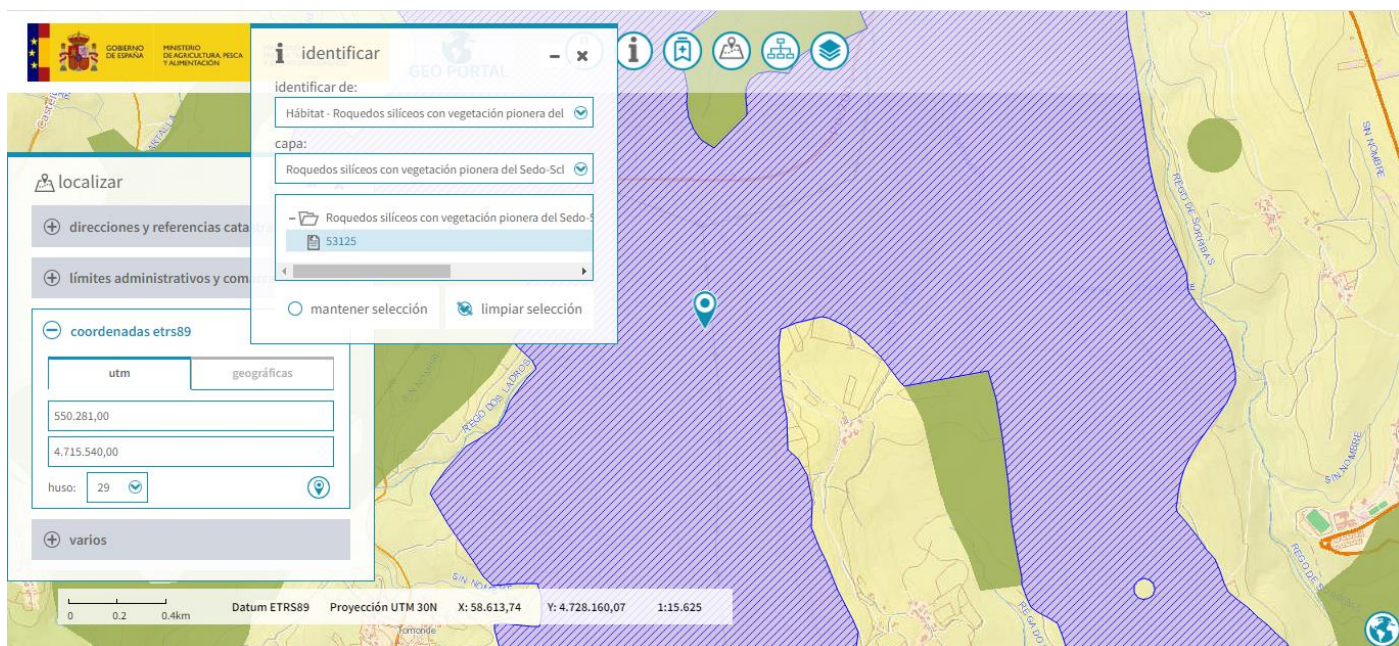 GOBIERNO
DE ESPAÑA
MINISTERIO
DE AGRICULTURA, PESCA
Y ALIMENTACIÓN
GEO PORTAL
identificar
identificar de:
Hábitat - Roquedos silíceos con vegetación pionera del
capa:
Roquedos silíceos con vegetación pionera del Sedo-Scl
Roquedos silíceos con vegetación pionera del Sedo-S
53125
mantener selección
limpiar selección
localizar
direcciones y referencias cata
límites administrativos y com
coordenadas etrs89
utm
geográficas
550.281,00
4.715.540,00
huso:
29
varios
0 0.2 0.4km
Datum ETRS89 Proyección UTM 30N X: 58.613,74 Y: 4.728.160,07 1:15.625
REGO DOS LADROS
SIN NOMBRE
REGO DE SORIBAS
SIN NOMBRE
SIN NOMBRE
Tomonde